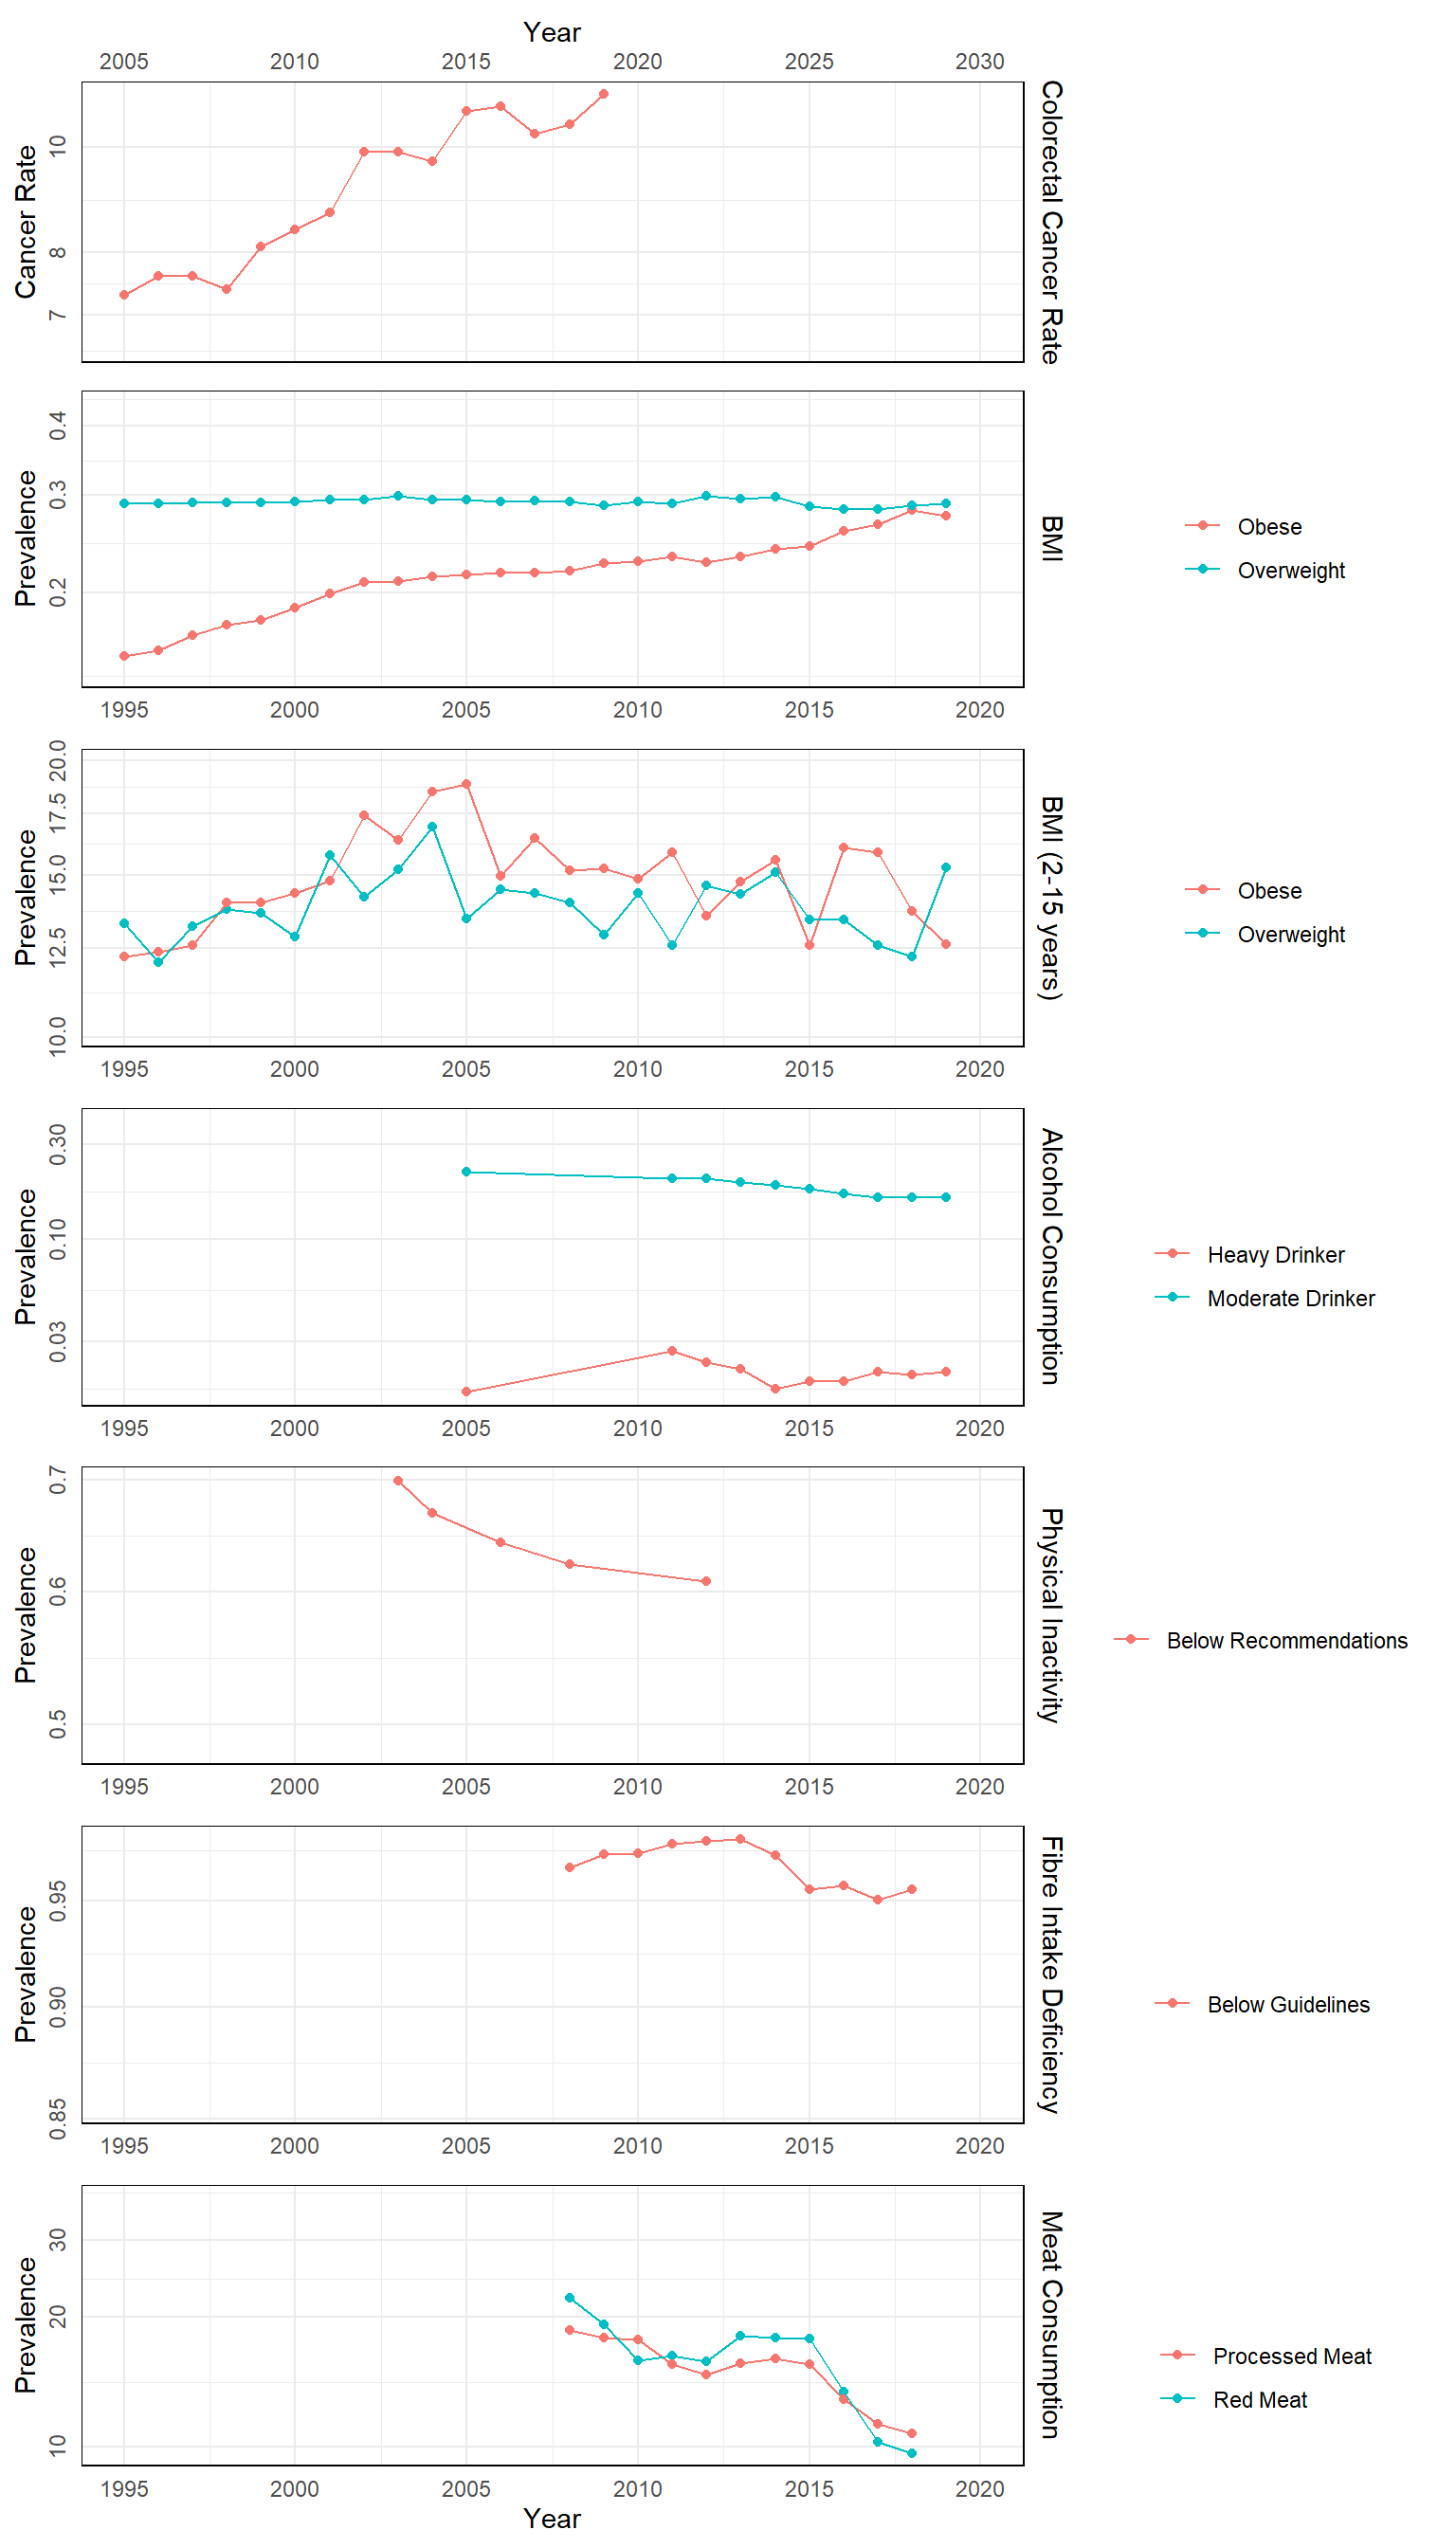 Year
2005 2010 2015 2020 2025 2030
Cancer Rate
10
8
7
Colorectal Cancer Rate
Prevalence
0.4
0.3
0.2
BMI
Obese
Overweight
1995 2000 2005 2010 2015 2020
Prevalence
20.0
17.5
15.0
12.5
10.0
BMI (2-15 years)
Obese
Overweight
1995 2000 2005 2010 2015 2020
Prevalence
0.30
0.10
0.03
Alcohol Consumption
Heavy Drinker
Moderate Drinker
1995 2000 2005 2010 2015 2020
Prevalence
0.7
0.6
0.5
Physical Inactivity
Below Recommendations
1995 2000 2005 2010 2015 2020
Prevalence
0.95
0.90
0.85
Fibre Intake Deficiency
Below Guidelines
1995 2000 2005 2010 2015 2020
Prevalence
30
20
10
Meat Consumption
Processed Meat
Red Meat
1995 2000 2005 2010 2015 2020
Year